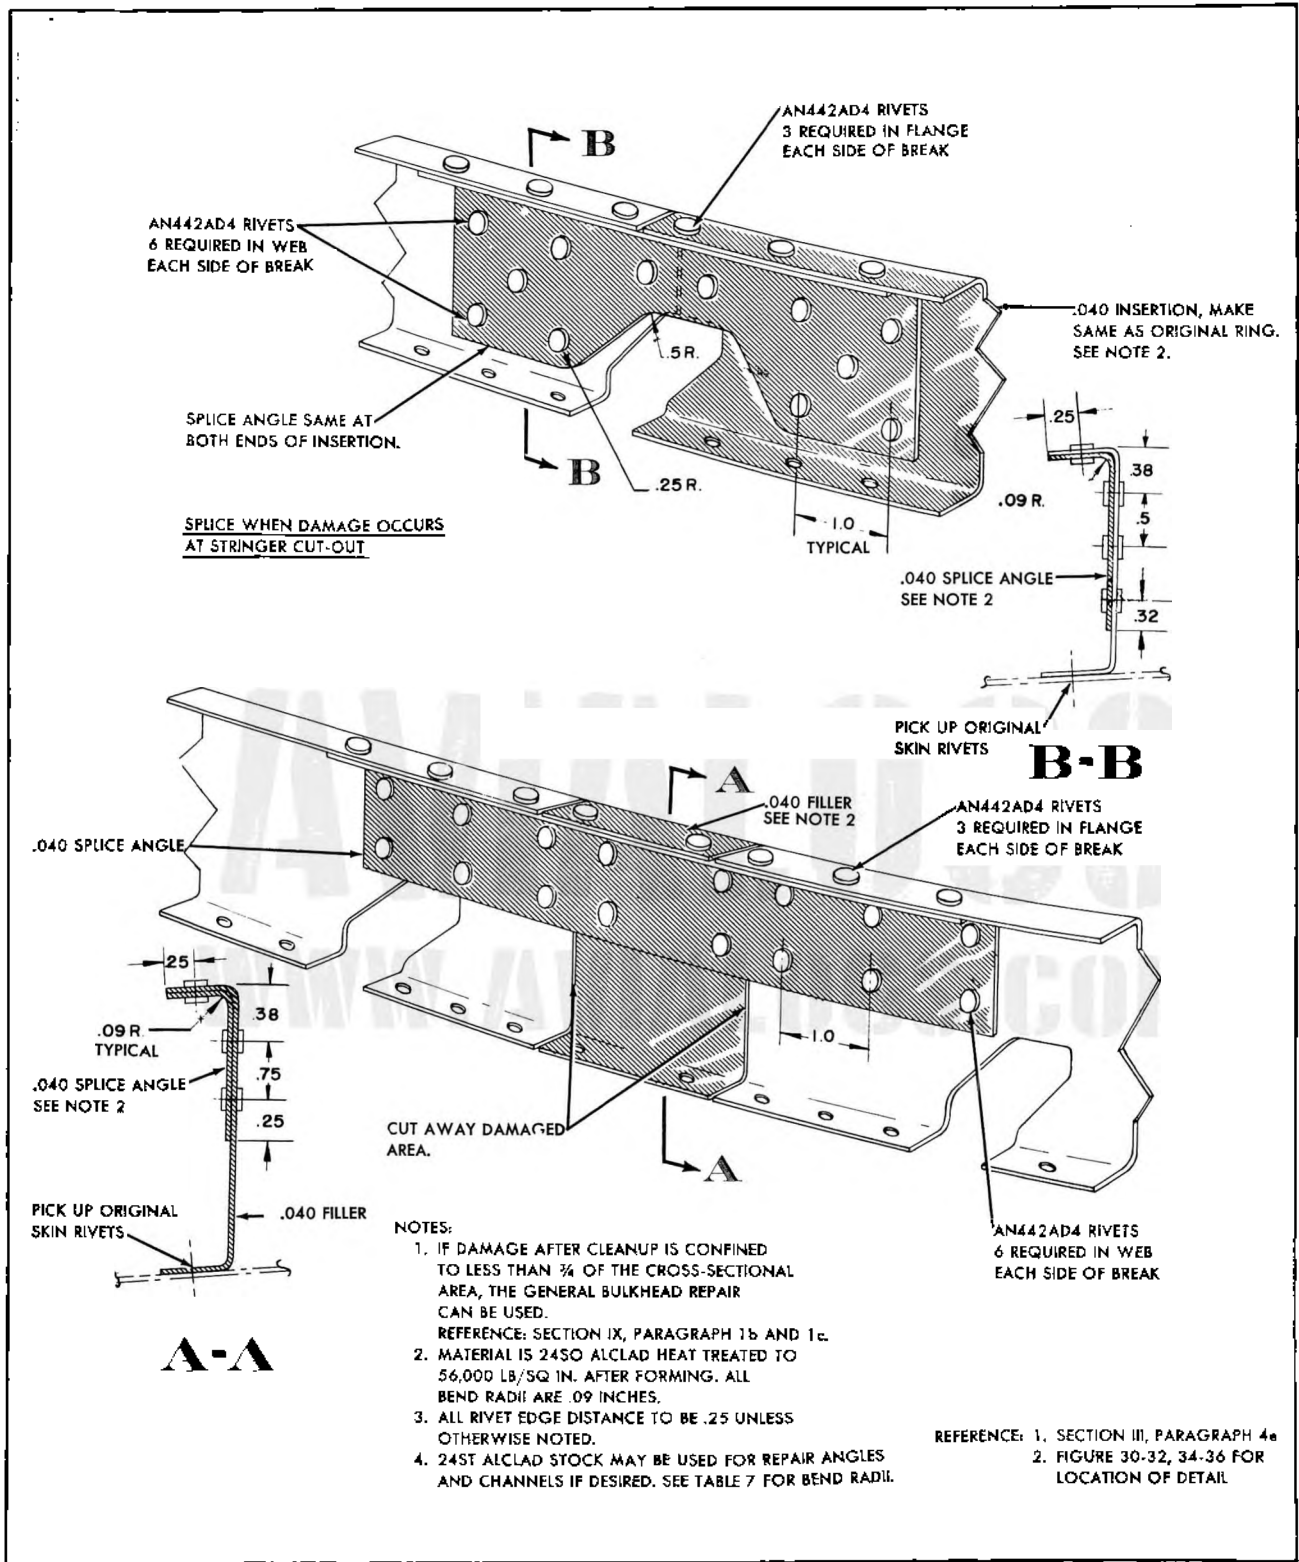 AN442AD4 RIVETS
3 REQUIRED IN FLANGE
EACH SIDE OF BREAK
B
AN442AD4 RIVETS
6 REQUIRED IN WEB
EACH SIDE OF BREAK
.040 INSERTION, MAKE
SAME AS ORIGINAL RING.
SEE NOTE 2.
.5 R.
SPLICE ANGLE SAME AT
BOTH ENDS OF INSERTION.
B
.25 R.
SPLICE WHEN DAMAGE OCCURS
AT STRINGER CUT-OUT
1.0
TYPICAL
.25
.38
.09 R.
.5
.040 SPLICE ANGLE
SEE NOTE 2
.32
PICK UP ORIGINAL
SKIN RIVETS
B-B
A
.040 FILLER
SEE NOTE 2
AN442AD4 RIVETS
3 REQUIRED IN FLANGE
EACH SIDE OF BREAK
.040 SPLICE ANGLE
.25
.38
.09 R.
TYPICAL
.75
.040 SPLICE ANGLE
SEE NOTE 2
.25
1.0
CUT AWAY DAMAGED
AREA.
A
PICK UP ORIGINAL
SKIN RIVETS
.040 FILLER
AN442AD4 RIVETS
6 REQUIRED IN WEB
EACH SIDE OF BREAK
A-A
NOTES:
1. IF DAMAGE AFTER CLEANUP IS CONFINED
TO LESS THAN ¾ OF THE CROSS-SECTIONAL
AREA, THE GENERAL BULKHEAD REPAIR
CAN BE USED.
REFERENCE: SECTION IX, PARAGRAPH 1b AND 1c.
2. MATERIAL IS 24SO ALCLAD HEAT TREATED TO
56,000 LB/SQ IN. AFTER FORMING. ALL
BEND RADII ARE .09 INCHES.
3. ALL RIVET EDGE DISTANCE TO BE .25 UNLESS
OTHERWISE NOTED.
4. 24ST ALCLAD STOCK MAY BE USED FOR REPAIR ANGLES
AND CHANNELS IF DESIRED. SEE TABLE 7 FOR BEND RADII.
REFERENCE: 1. SECTION III, PARAGRAPH 4e
2. FIGURE 30-32, 34-36 FOR
LOCATION OF DETAIL